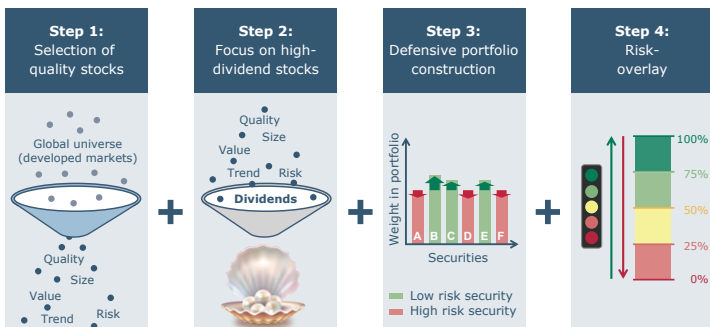 Step 1:
Selection of
quality stocks
Global universe
(developed markets)
Quality
Size
Value
Trend
Risk
Step 2:
Focus on high-
dividend stocks
Quality
Size
Value
Trend
Risk
Dividends
Step 3:
Defensive portfolio
construction
Weight in portfolio
A B C D E F
Securities
Low risk security
High risk security
Step 4:
Risk-
overlay
100%
75%
50%
25%
0%
+
+
+